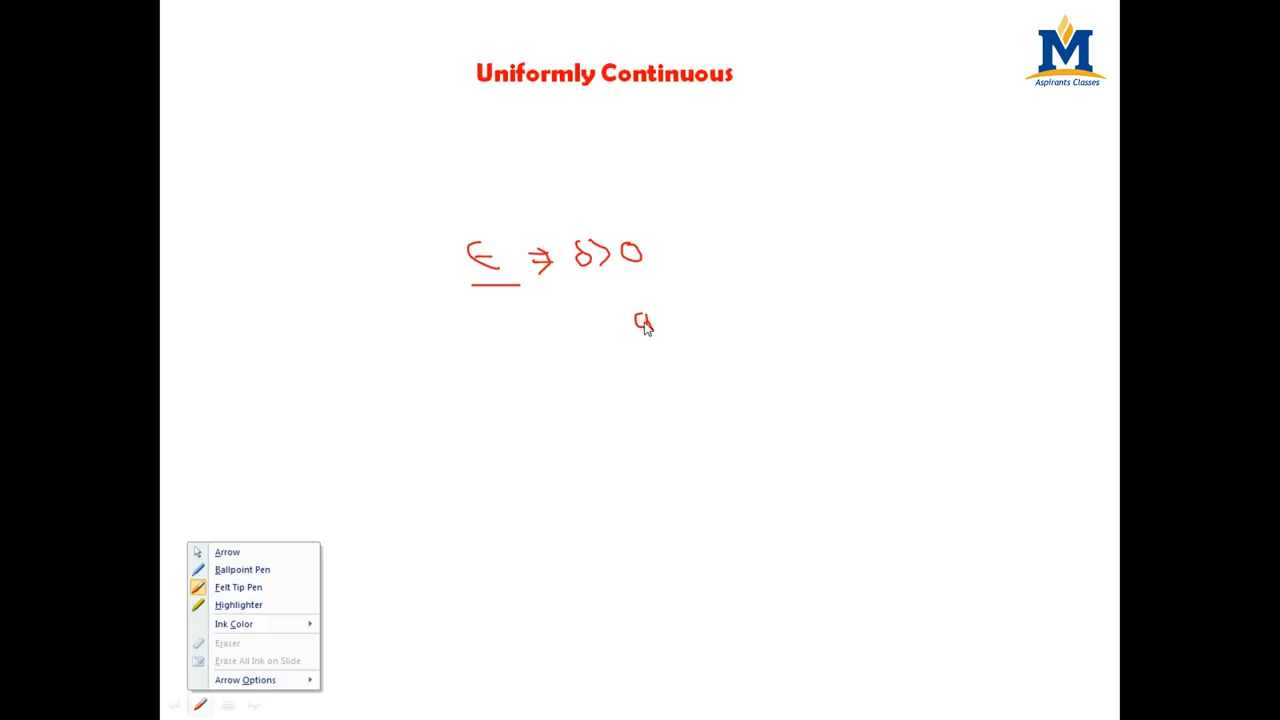 M
Aspirants Classes
Uniformly Continuous
ε ∃ δ>0
a
Arrow
Ballpoint Pen
Felt Tip Pen
Highlighter
Ink Color
Eraser
Erase All Ink on Slide
Arrow Options